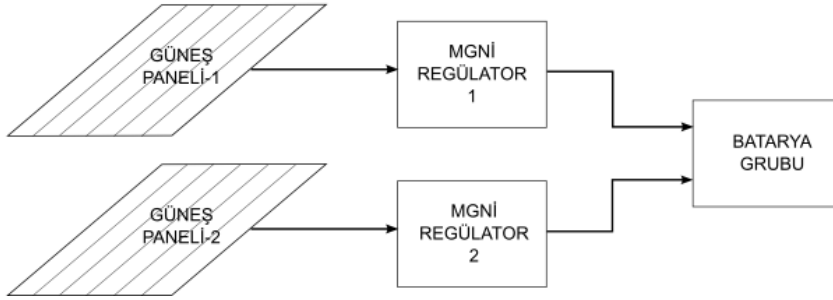 GÜNEŞ
PANELİ-1
MGNİ
REGÜLATOR
1
BATARYA
GRUBU
GÜNEŞ
PANELİ-2
MGNİ
REGÜLATOR
2